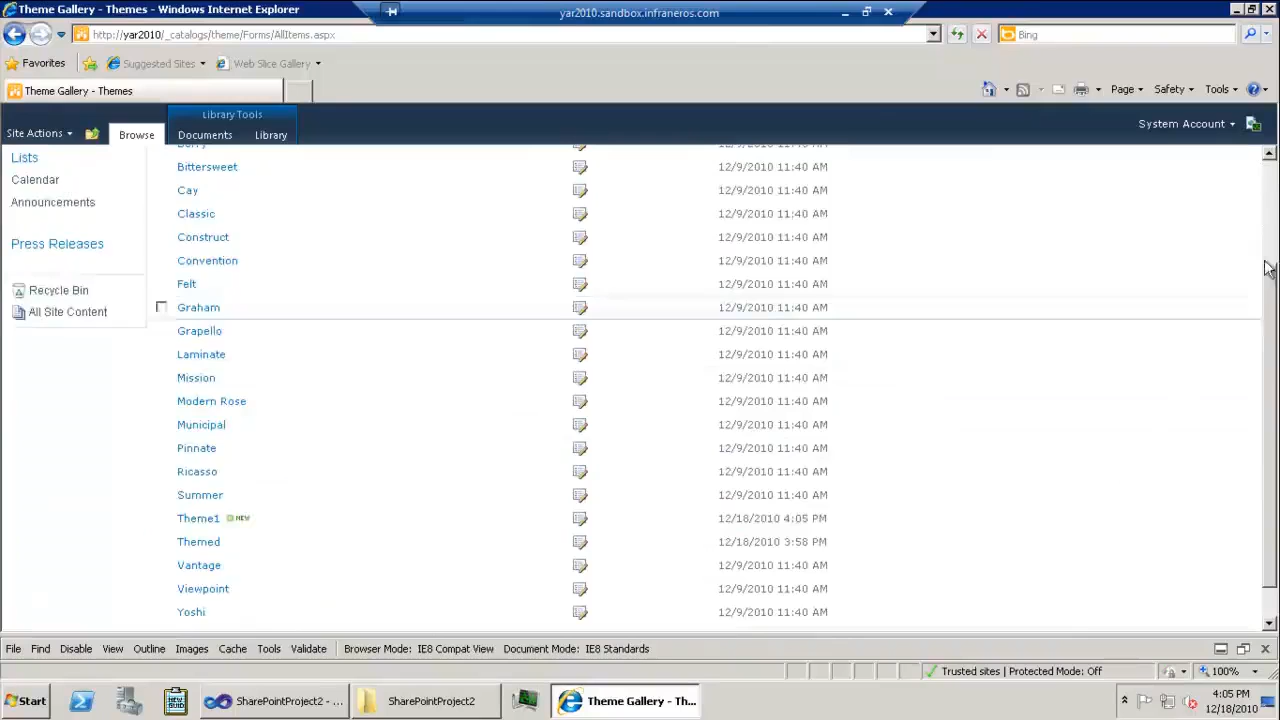 Theme Gallery - Themes - Windows Internet Explorer
yar2010.sandbox.infraneros.com
http://yar2010/_catalogs/theme/Forms/AllItems.aspx
Bing
Favorites Suggested Sites Web Slice Gallery
Theme Gallery - Themes
Page Safety Tools
Library Tools
Site Actions Browse Documents Library System Account
Lists
Calendar
Announcements
Press Releases
Recycle Bin
All Site Content
Bittersweet 12/9/2010 11:40 AM
Cay 12/9/2010 11:40 AM
Classic 12/9/2010 11:40 AM
Construct 12/9/2010 11:40 AM
Convention 12/9/2010 11:40 AM
Felt 12/9/2010 11:40 AM
Graham 12/9/2010 11:40 AM
Grapello 12/9/2010 11:40 AM
Laminate 12/9/2010 11:40 AM
Mission 12/9/2010 11:40 AM
Modern Rose 12/9/2010 11:40 AM
Municipal 12/9/2010 11:40 AM
Pinnate 12/9/2010 11:40 AM
Ricasso 12/9/2010 11:40 AM
Summer 12/9/2010 11:40 AM
Theme1 NEW 12/18/2010 4:05 PM
Themed 12/18/2010 3:58 PM
Vantage 12/9/2010 11:40 AM
Viewpoint 12/9/2010 11:40 AM
Yoshi 12/9/2010 11:40 AM
File Find Disable View Outline Images Cache Tools Validate Browser Mode: IE8 Compat View Document Mode: IE8 Standards
Trusted sites | Protected Mode: Off 100%
Start SharePointProject2 - ... SharePointProject2 Theme Gallery - Th... 4:05 PM
12/18/2010